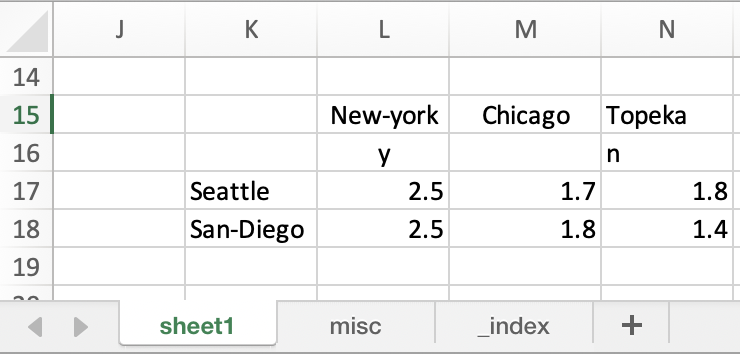 J K L M N
14
15 New-york Chicago Topeka
16 y n
17 Seattle 2.5 1.7 1.8
18 San-Diego 2.5 1.8 1.4
19
sheet1 misc _index +